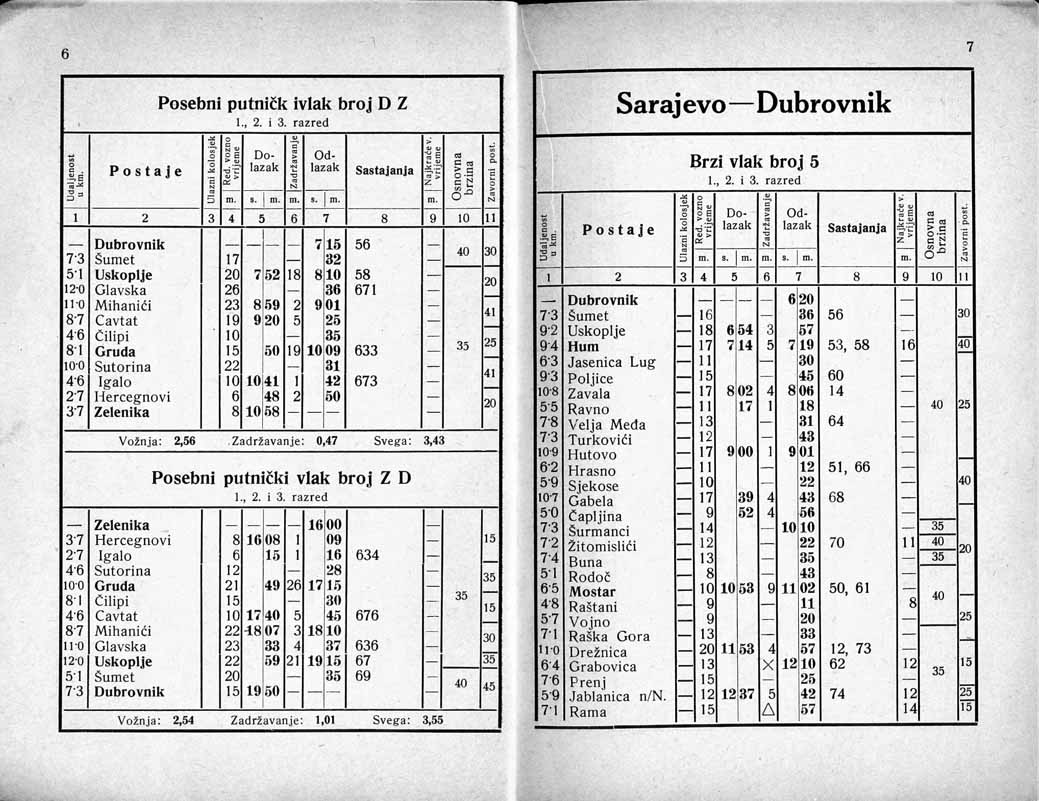 6
Posebni putničk ivlak broj D Z
1., 2. i 3. razred
Udaljenost u km. Postaje Ulazni kolosjek Red. vozno vrijeme Do- lazak Zadržavanje Od- lazak Sastajanja Najkraće v. vrijeme Osnovna brzina Zavorni post.
m. s. m. m. s. m. m.
1 2 3 4 5 6 7 8 9 10 11
— Dubrovnik — — — — 7 15 56 — 40 30
7·3 Šumet 17 — 32 —
5·1 Uskoplje 20 7 52 18 8 10 58 — 20
12·0 Glavska 26 — 36 671 —
11·0 Mihanići 23 8 59 2 9 01 — 41
8·7 Cavtat 19 9 20 5 25 —
4·6 Čilipi 10 — 35 —
8·1 Gruda 15 50 19 10 09 633 — 35 25
10·0 Sutorina 22 — 31 —
4·6 Igalo 10 10 41 1 42 673 — 41
2·7 Hercegnovi 6 48 2 50 —
3·7 Zelenika 8 10 58 — — — — 20
Vožnja: 2,56 Zadržavanje: 0,47 Svega: 3,43
Posebni putnički vlak broj Z D
1., 2. i 3. razred
— Zelenika — — — — 16 00 —
3·7 Hercegnovi 8 16 08 1 09 — 15
2·7 Igalo 6 15 1 16 634 —
4·6 Sutorina 12 — 28 —
10·0 Gruda 21 49 26 17 15 — 35
8·1 Čilipi 15 — 30 — 35
4·6 Cavtat 10 17 40 5 45 676 — 15
8·7 Mihanići 22 18 07 3 18 10 —
11·0 Glavska 23 33 4 37 636 — 30
12·0 Uskoplje 22 59 21 19 15 67 — 35
5·1 Šumet 20 — 35 69 —
7·3 Dubrovnik 15 19 50 — — — — 40 45
Vožnja: 2,54 Zadržavanje: 1,01 Svega: 3,55
7
Sarajevo—Dubrovnik
Brzi vlak broj 5
1., 2. i 3. razred
Udaljenost u km. Postaje Ulazni kolosjek Red. vozno vrijeme Do- lazak Zadržavanje Od- lazak Sastajanja Najkraće v. vrijeme Osnovna brzina Zavorni post.
m. s. m. m. s. m. m.
1 2 3 4 5 6 7 8 9 10 11
— Dubrovnik — — — — — 6 20 —
7·3 Šumet — 16 — 36 56 — 30
9·2 Uskoplje — 18 6 54 3 57 —
9·4 Hum — 17 7 14 5 7 19 53, 58 16 40
6·3 Jasenica Lug — 11 — 30 —
9·3 Poljice — 15 — 45 60 —
10·8 Zavala — 17 8 02 4 8 06 14 —
5·5 Ravno — 11 17 1 18 — 40 25
7·8 Velja Međa — 13 — 31 64 —
7·3 Turkovići — 12 — 43 —
10·9 Hutovo — 17 9 00 1 9 01 —
6·2 Hrasno — 11 — 12 51, 66 —
5·9 Sjekose — 10 — 22 — 40
10·7 Gabela — 17 39 4 43 68 —
5·0 Čapljina — 9 52 4 56 —
7·3 Šurmanci — 14 — 10 10 — 35
7·2 Žitomislići — 12 — 22 70 11 40 20
7·4 Buna — 13 — 35 — 35
5·1 Rodoč — 8 — 43 —
6·5 Mostar — 10 10 53 9 11 02 50, 61 — 40
4·8 Raštani — 9 — 11 8
5·7 Vojno — 9 — 20 — 25
7·1 Raška Gora — 13 — 33 —
11·0 Drežnica — 20 11 53 4 57 12, 73 —
6·4 Grabovica — 13 × 12 10 62 12 35 15
7·6 Prenj — 15 — 25 —
5·9 Jablanica n/N. — 12 12 37 5 42 74 12 25
7·1 Rama — 15 △ 57 14 15